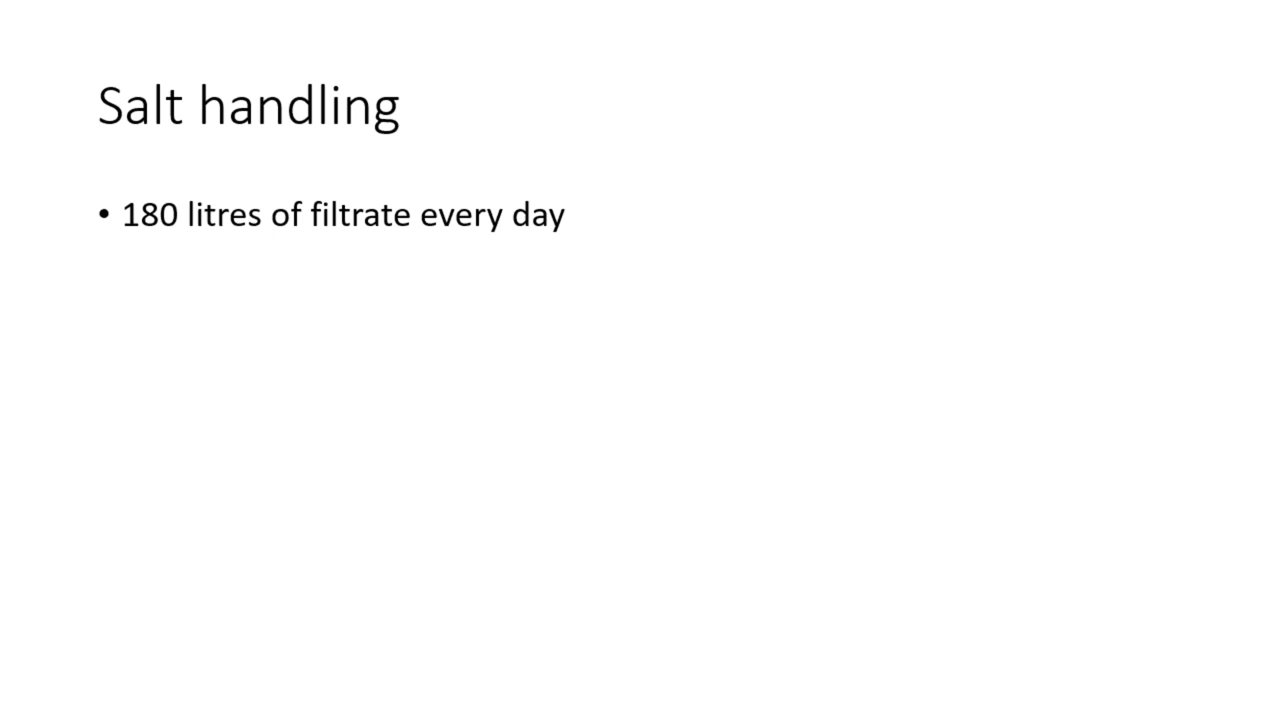 Salt handling
• 180 litres of filtrate every day